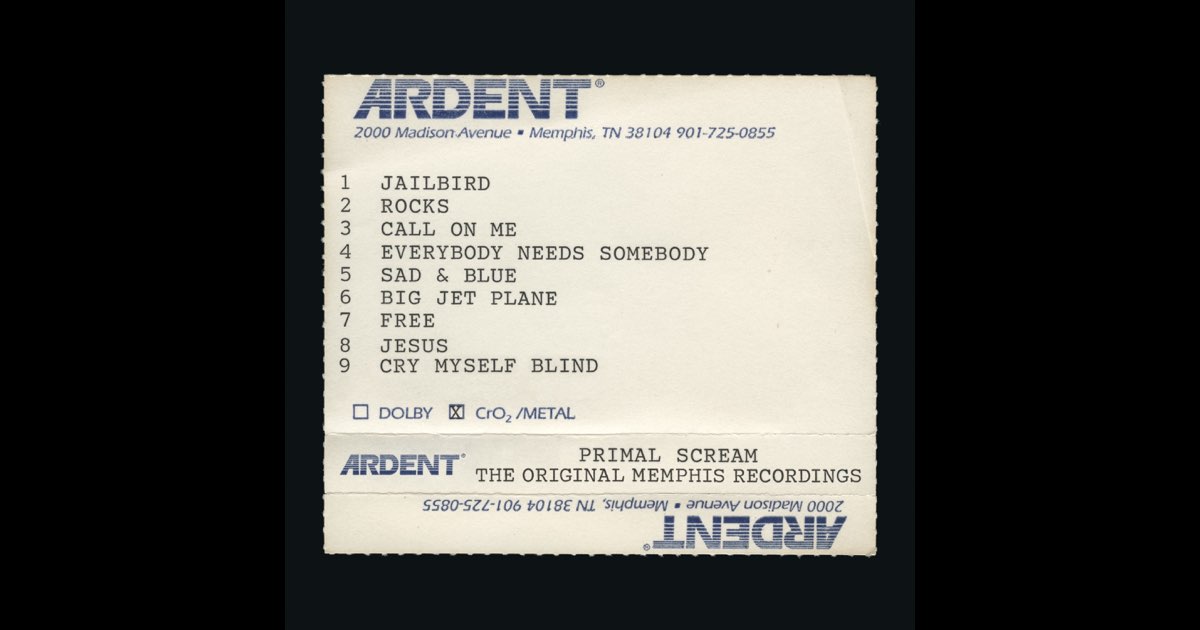 ARDENT®
2000 Madison Avenue ▪ Memphis, TN 38104 901-725-0855
1 JAILBIRD
2 ROCKS
3 CALL ON ME
4 EVERYBODY NEEDS SOMEBODY
5 SAD & BLUE
6 BIG JET PLANE
7 FREE
8 JESUS
9 CRY MYSELF BLIND
☐ DOLBY ☒ CrO₂ /METAL
ARDENT®
PRIMAL SCREAM
THE ORIGINAL MEMPHIS RECORDINGS
2000 Madison Avenue ▪ Memphis, TN 38104 901-725-0855
ARDENT®